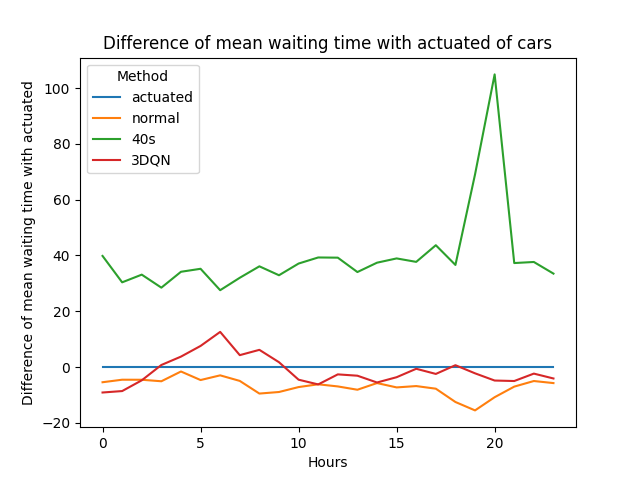 Difference of mean waiting time with actuated of cars
Difference of mean waiting time with actuated
100
80
60
40
20
0
−20
Method
actuated
normal
40s
3DQN
0 5 10 15 20
Hours